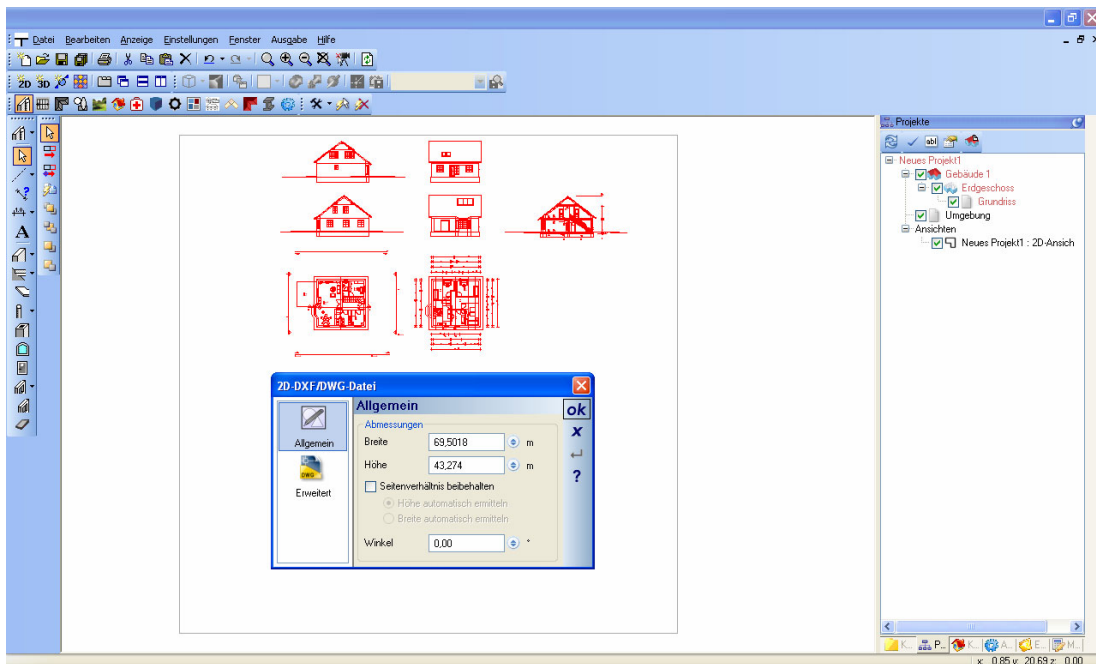 Datei Bearbeiten Anzeige Einstellungen Fenster Ausgabe Hilfe
2D 3D
abl
A
Projekte
Neues Projekt1
Gebäude 1
Erdgeschoss
Grundriss
Umgebung
Ansichten
Neues Projekt1 : 2D-Ansich
2D-DXF/DWG-Datei
Allgemein
DWG
Erweitert
Allgemein
Abmessungen
Breite 69,5018 m
Höhe 43,274 m
Seitenverhältnis beibehalten
Höhe automatisch ermitteln
Breite automatisch ermitteln
Winkel 0,00 °
ok
x
?
K... P... K... A... E... M...
x: 0.85 y: 20.69 z: 0.00